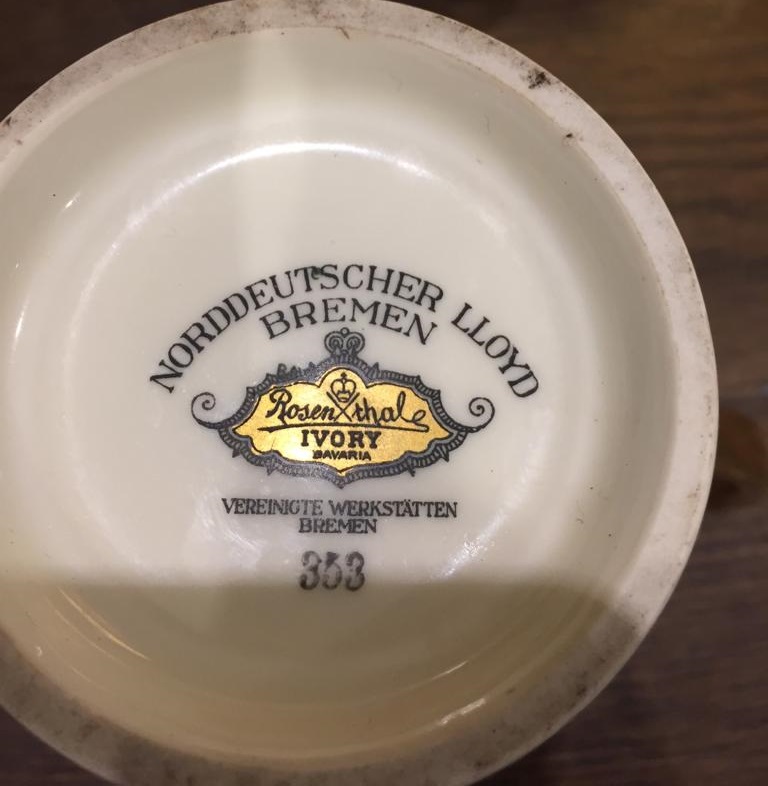 NORDDEUTSCHER LLOYD
BREMEN
Rosenthal
IVORY
BAVARIA
VEREINIGTE WERKSTÄTTEN
BREMEN
353